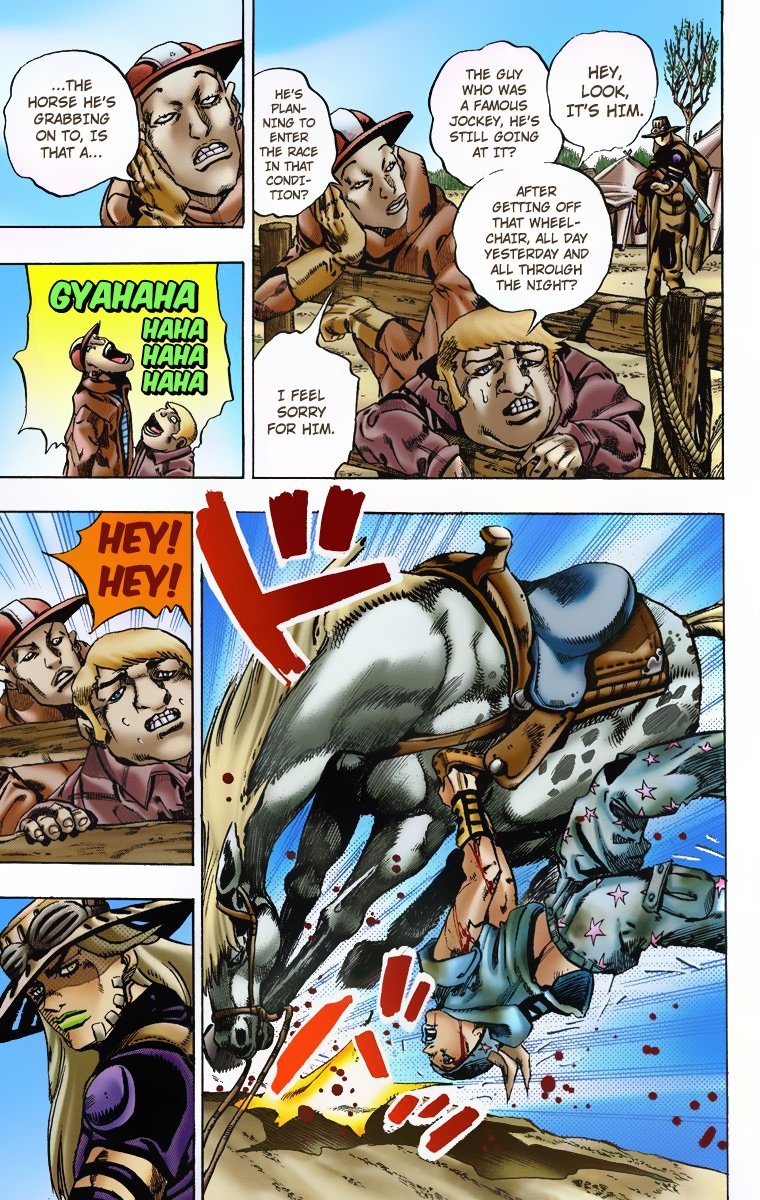 HEY,
LOOK,
IT'S HIM.
THE GUY
WHO WAS
A FAMOUS
JOCKEY, HE'S
STILL GOING
AT IT?
AFTER
GETTING OFF
THAT WHEEL-
CHAIR, ALL DAY
YESTERDAY AND
ALL THROUGH
THE NIGHT?
HE'S
PLAN-
NING TO
ENTER
THE RACE
IN THAT
CONDI-
TION?
I FEEL
SORRY
FOR HIM.
...THE
HORSE HE'S
GRABBING
ON TO, IS
THAT A...
GYAHAHA
HAHA
HAHA
HAHA
ドドド
HEY!
HEY!